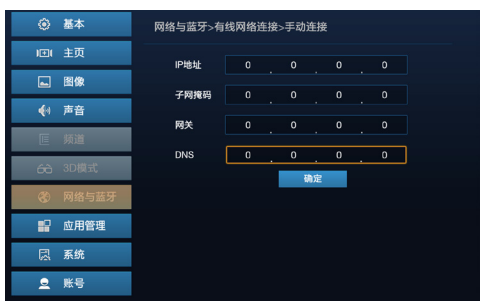 基本
主页
图像
声音
频道
3D模式
网络与蓝牙
应用管理
系统
账号
网络与蓝牙>有线网络连接>手动连接
IP地址 0 . 0 . 0 . 0
子网掩码 0 . 0 . 0 . 0
网关 0 . 0 . 0 . 0
DNS 0 . 0 . 0 . 0
确定